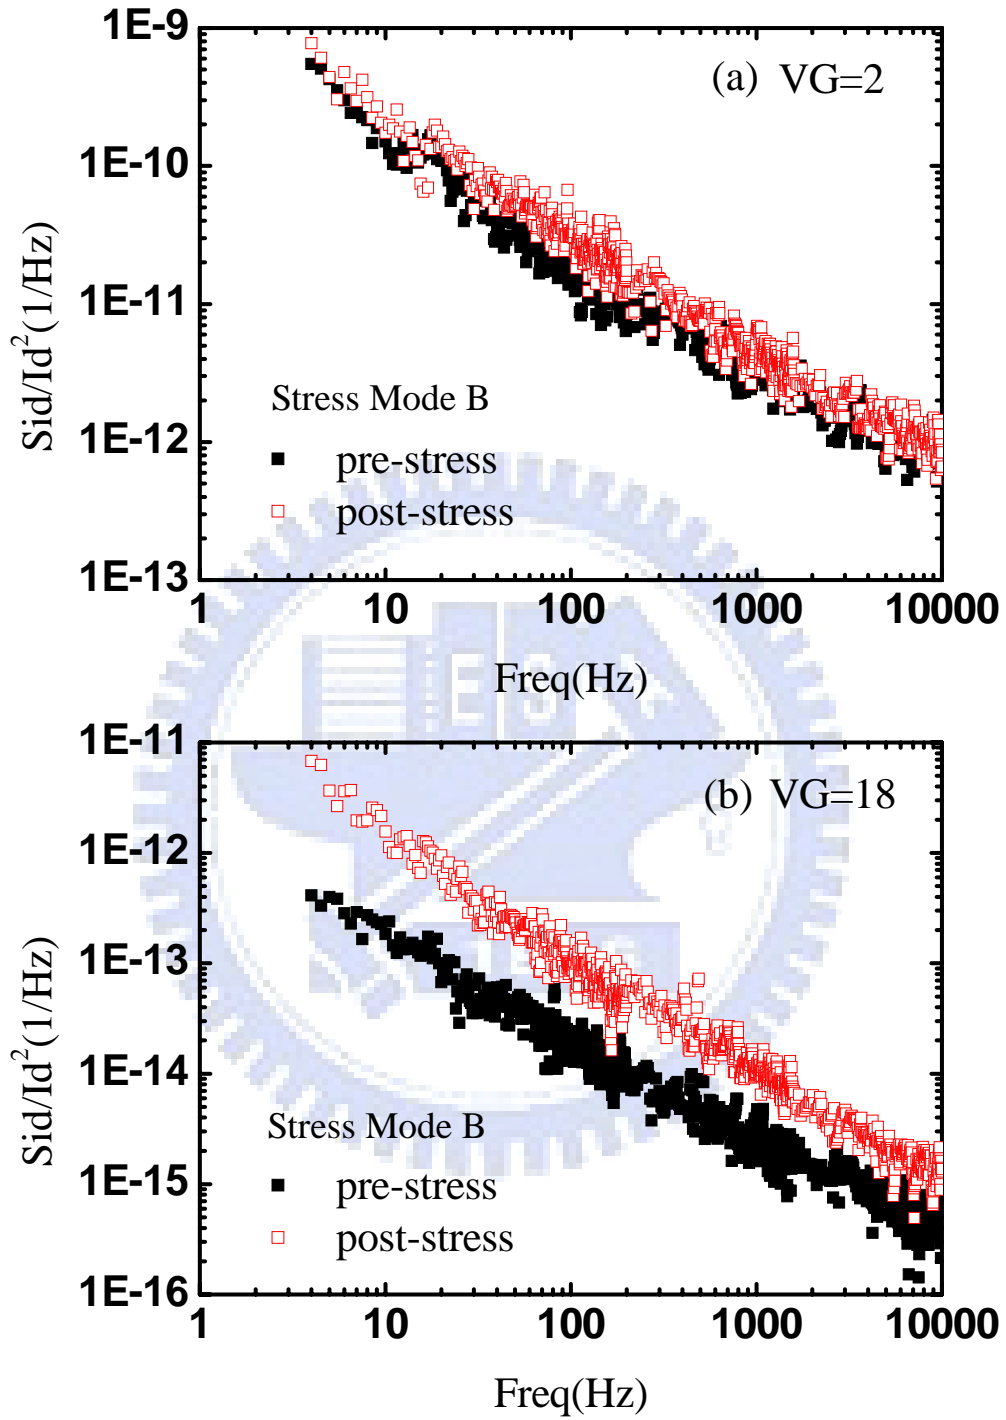 1E-9
(a) VG=2
1E-10
1E-11
Sid/Id²(1/Hz)
Stress Mode B
1E-12
pre-stress
post-stress
1E-13
1 10 100 1000 10000
Freq(Hz)
1E-11
(b) VG=18
1E-12
1E-13
Sid/Id²(1/Hz)
1E-14
Stress Mode B
1E-15
pre-stress
post-stress
1E-16
1 10 100 1000 10000
Freq(Hz)